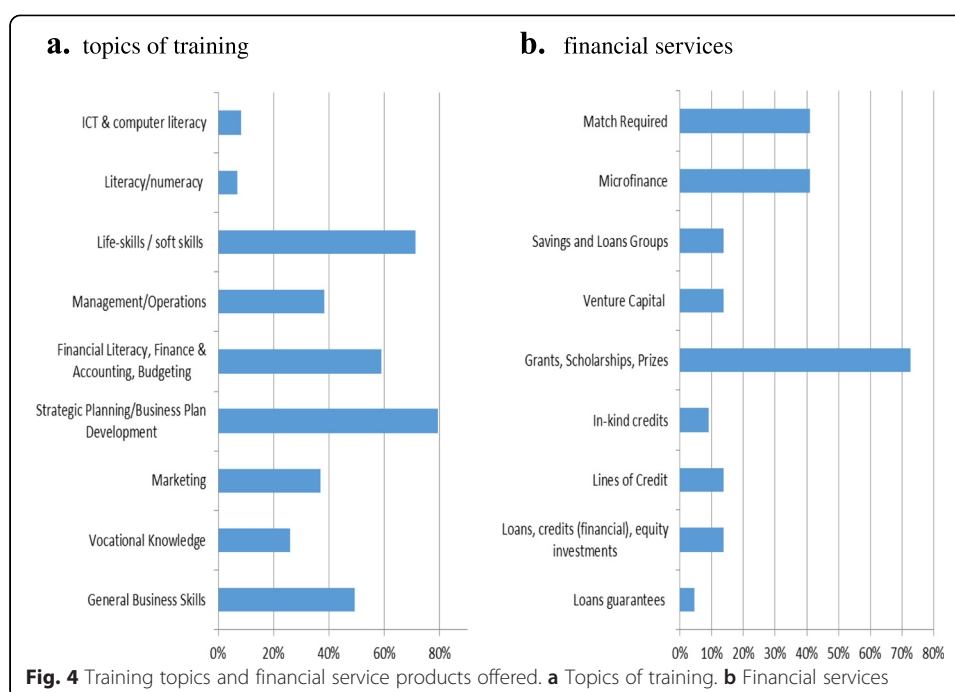 a. topics of training
ICT & computer literacy
Literacy/numeracy
Life-skills / soft skills
Management/Operations
Financial Literacy, Finance &
Accounting, Budgeting
Strategic Planning/Business Plan
Development
Marketing
Vocational Knowledge
General Business Skills
0% 20% 40% 60% 80%
b. financial services
Match Required
Microfinance
Savings and Loans Groups
Venture Capital
Grants, Scholarships, Prizes
In-kind credits
Lines of Credit
Loans, credits (financial), equity
investments
Loans guarantees
0% 10% 20% 30% 40% 50% 60% 70% 80%
Fig. 4 Training topics and financial service products offered. a Topics of training. b Financial services